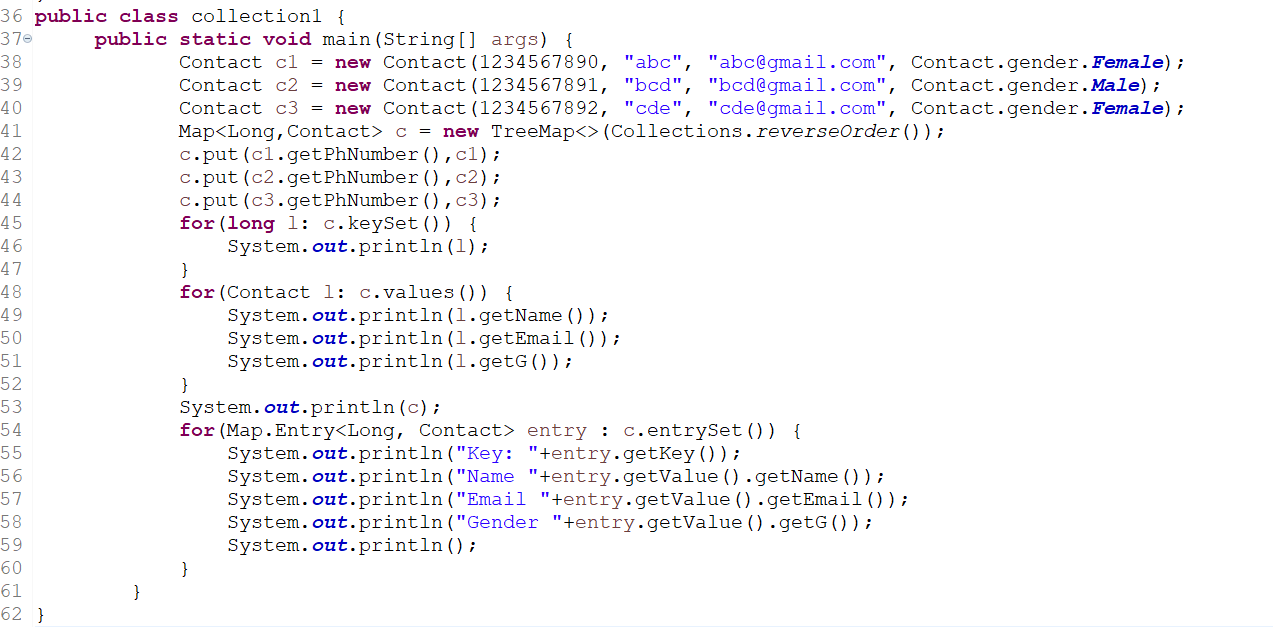 36 public class collection1 {
37 public static void main(String[] args) {
38 Contact c1 = new Contact(1234567890, "abc", "abc@gmail.com", Contact.gender.Female);
39 Contact c2 = new Contact(1234567891, "bcd", "bcd@gmail.com", Contact.gender.Male);
40 Contact c3 = new Contact(1234567892, "cde", "cde@gmail.com", Contact.gender.Female);
41 Map<Long,Contact> c = new TreeMap<>(Collections.reverseOrder());
42 c.put(c1.getPhNumber(),c1);
43 c.put(c2.getPhNumber(),c2);
44 c.put(c3.getPhNumber(),c3);
45 for(long l: c.keySet()) {
46 System.out.println(l);
47 }
48 for(Contact l: c.values()) {
49 System.out.println(l.getName());
50 System.out.println(l.getEmail());
51 System.out.println(l.getG());
52 }
53 System.out.println(c);
54 for(Map.Entry<Long, Contact> entry : c.entrySet()) {
55 System.out.println("Key: "+entry.getKey());
56 System.out.println("Name "+entry.getValue().getName());
57 System.out.println("Email "+entry.getValue().getEmail());
58 System.out.println("Gender "+entry.getValue().getG());
59 System.out.println();
60 }
61 }
62 }